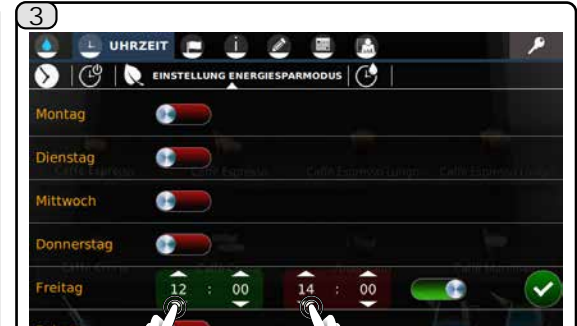 3
UHRZEIT
EINSTELLUNG ENERGIESPARMODUS
Montag
Dienstag
Mittwoch
Donnerstag
Freitag 12 : 00 14 : 00